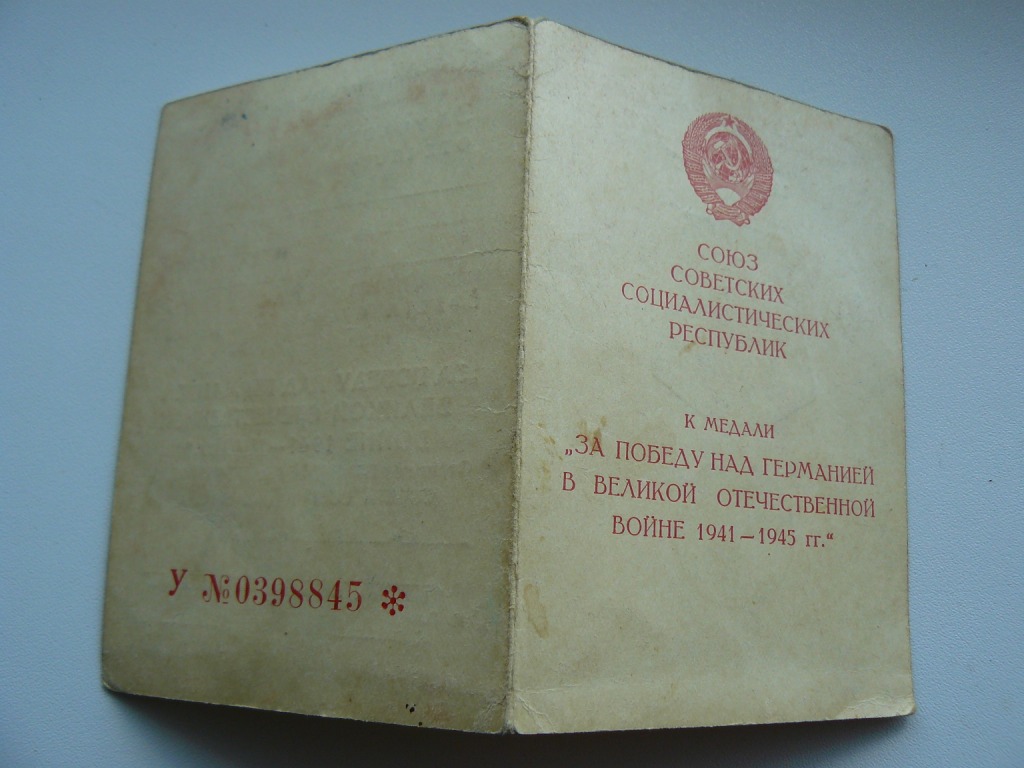 СОЮЗ
СОВЕТСКИХ
СОЦИАЛИСТИЧЕСКИХ
РЕСПУБЛИК
К МЕДАЛИ
„ЗА ПОБЕДУ НАД ГЕРМАНИЕЙ
В ВЕЛИКОЙ ОТЕЧЕСТВЕННОЙ
ВОЙНЕ 1941—1945 гг.“
У №0398845 *